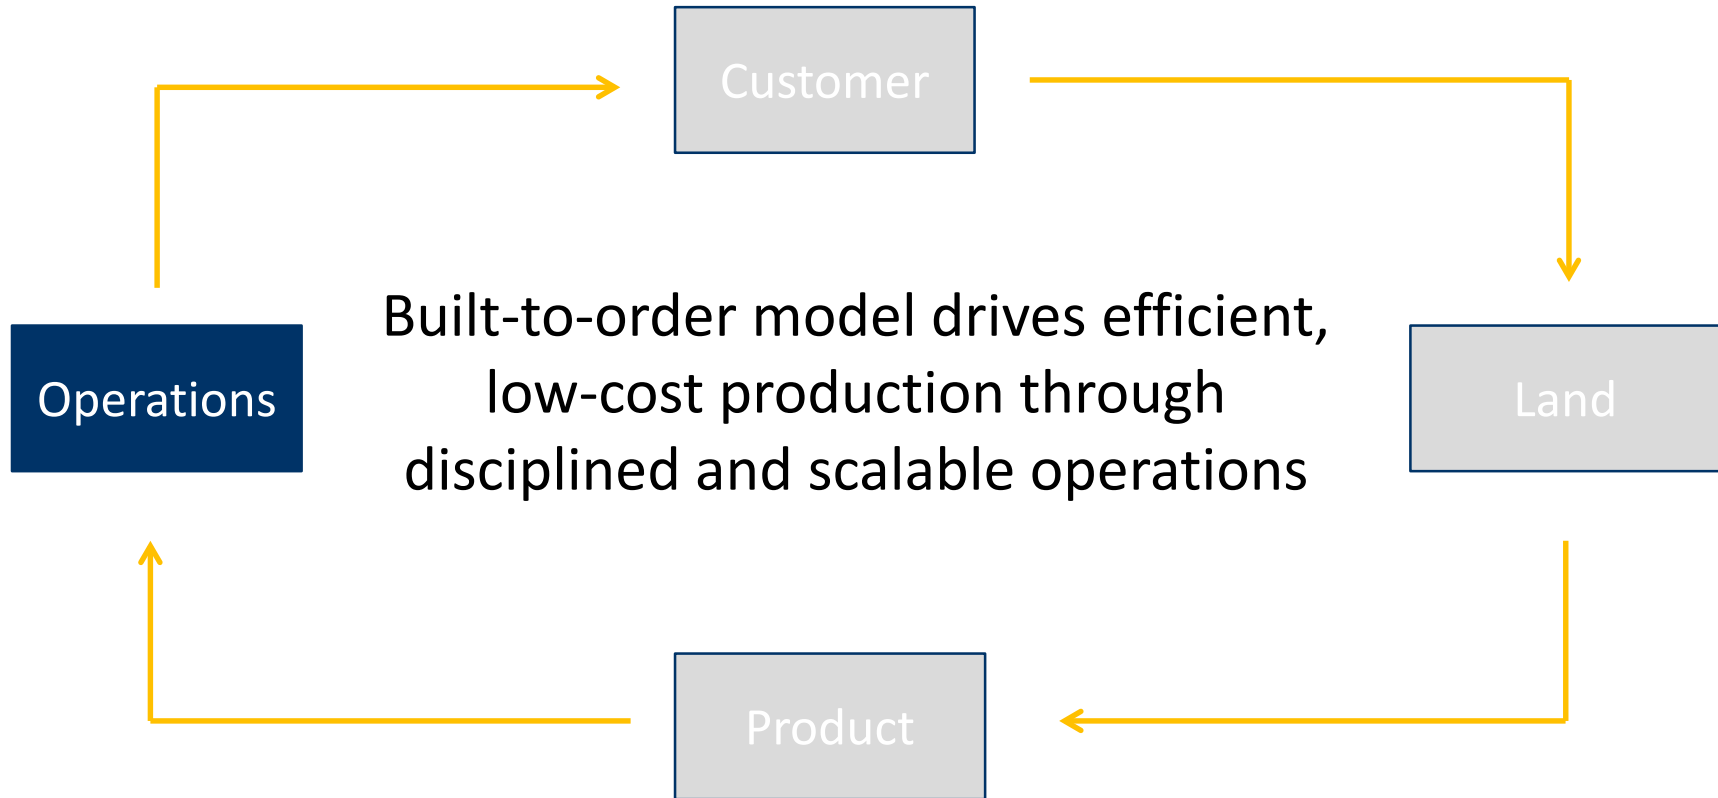 Customer
Built-to-order model drives efficient,
low-cost production through
disciplined and scalable operations
Operations
Land
Product